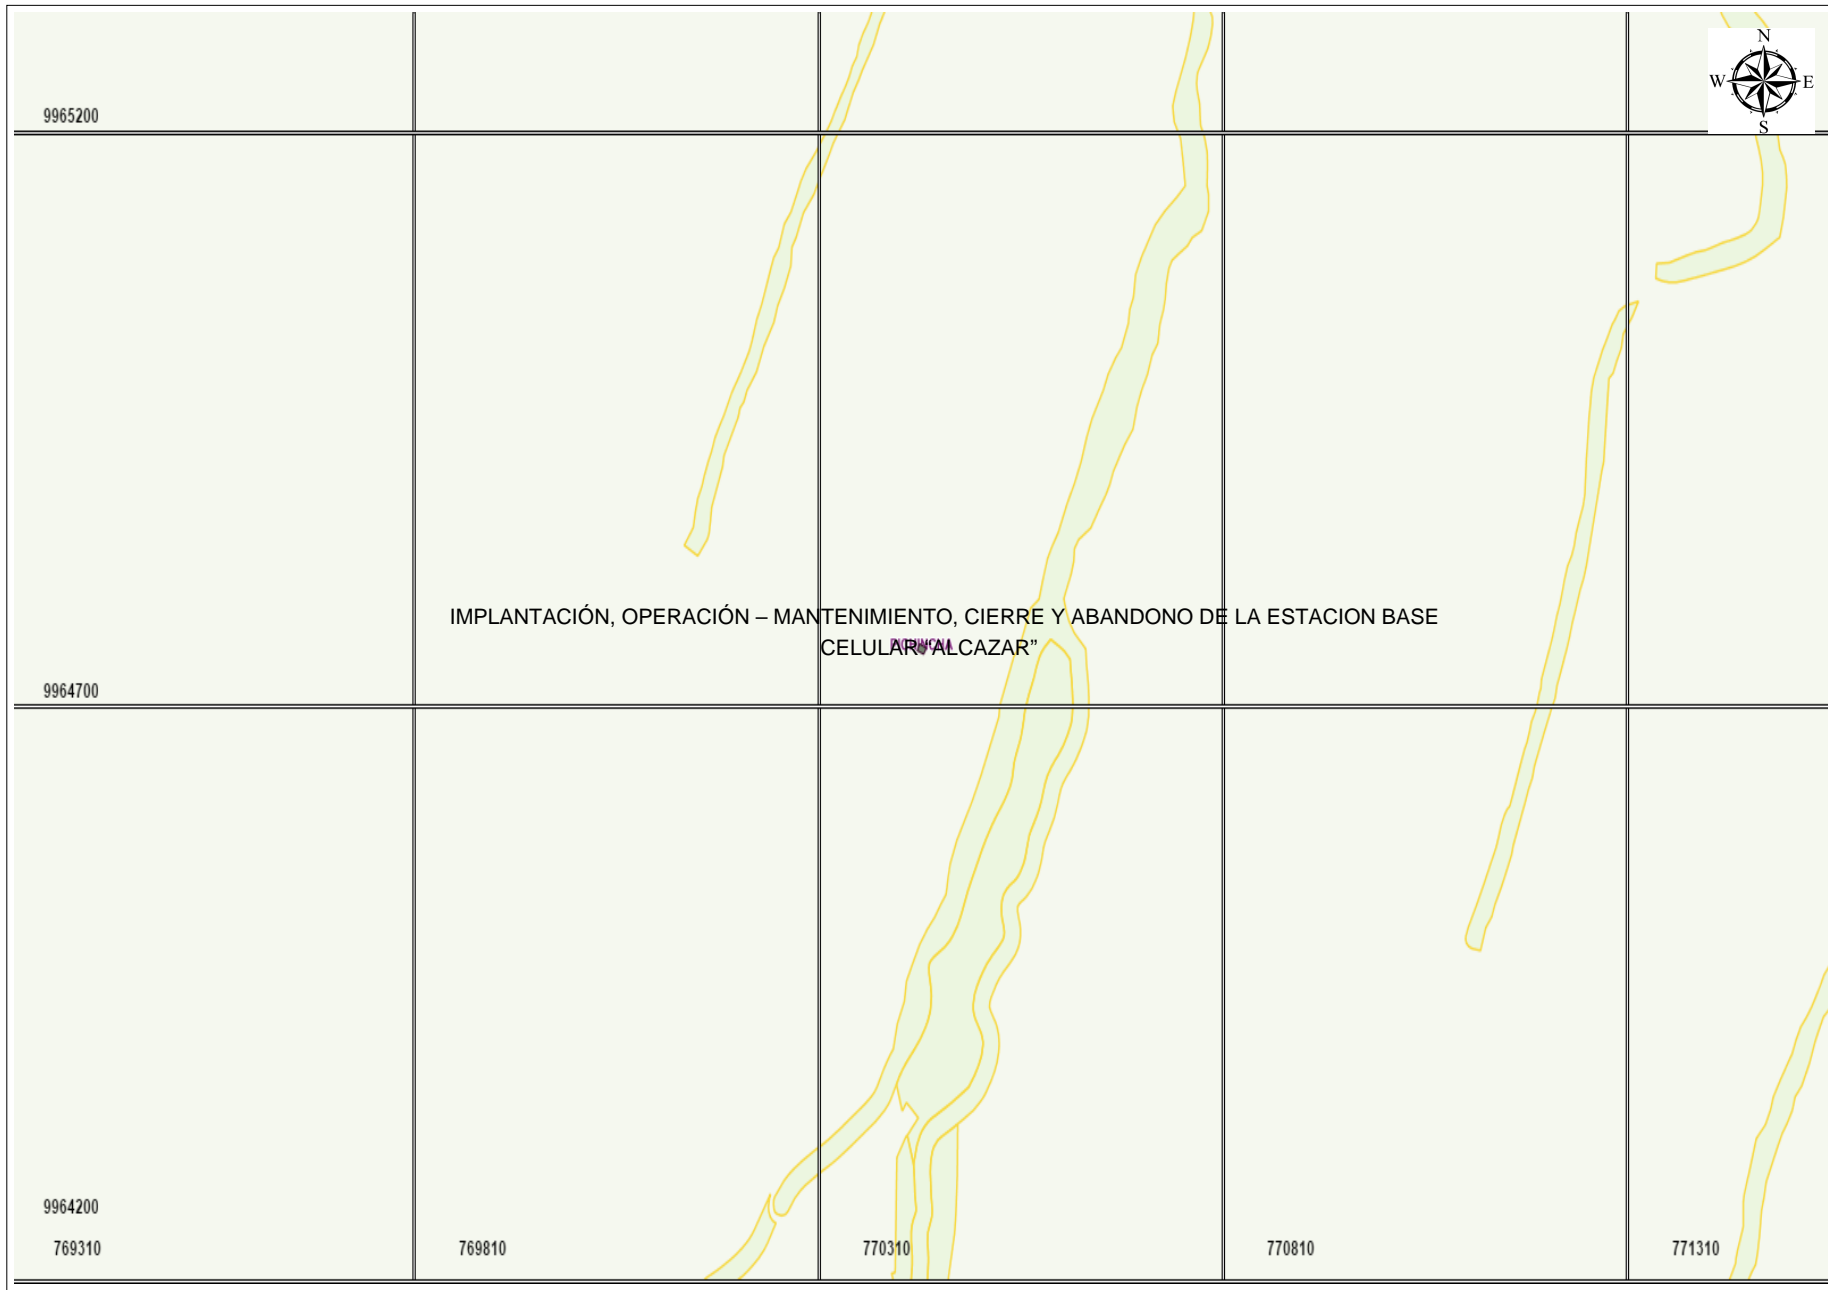 N
W E
S
9965200
IMPLANTACIÓN, OPERACIÓN – MANTENIMIENTO, CIERRE Y ABANDONO DE LA ESTACION BASE
CELULAR “ALCAZAR”
PICHINCHA
9964700
9964200
769310 769810 770310 770810 771310